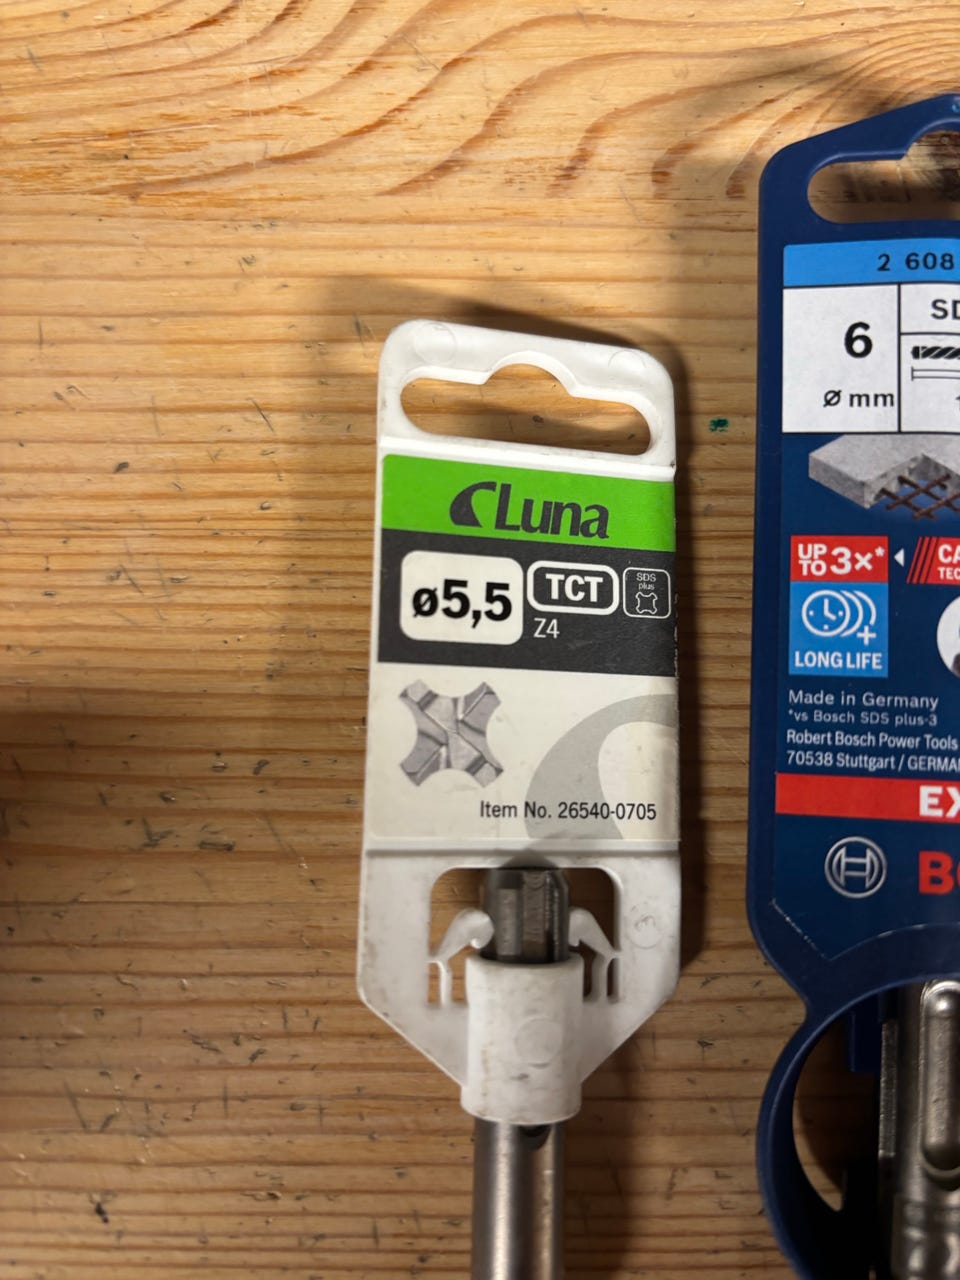 Luna
ø5,5
TCT
SDS
plus
Z4
Item No. 26540-0705
2 608
6
Ø mm
UP
TO 3x*
LONG LIFE
Made in Germany
*vs Bosch SDS plus-3
Robert Bosch Power Tools
70538 Stuttgart / GERMA
EX